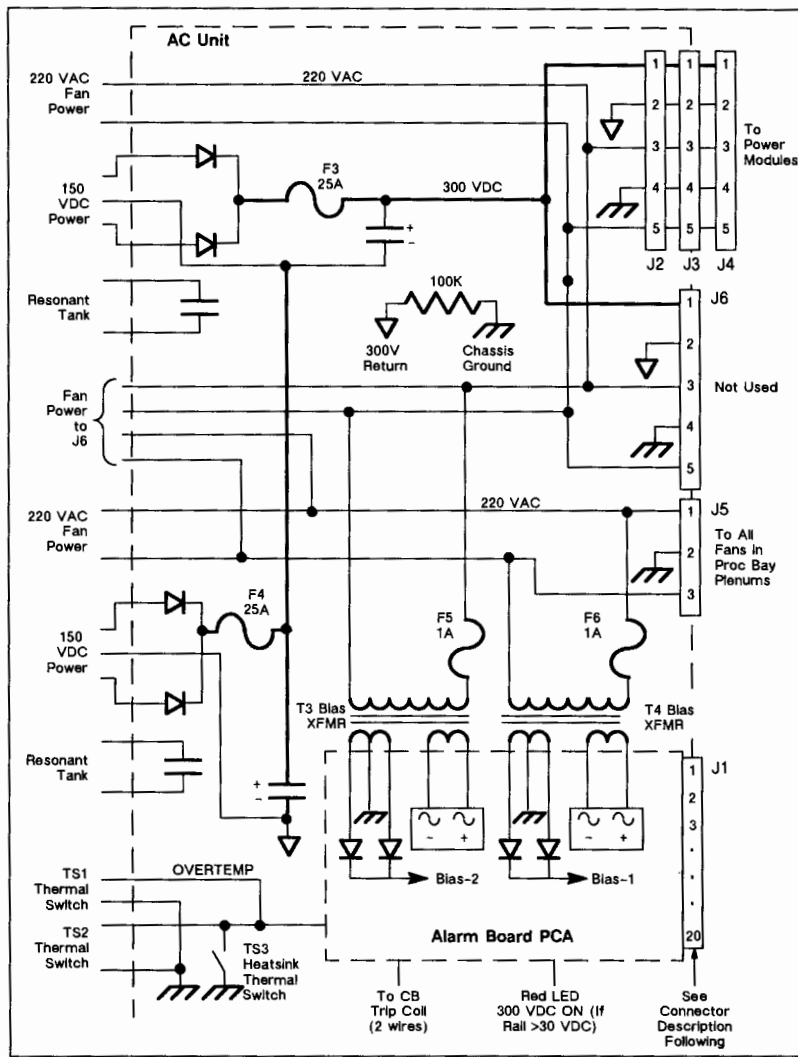 AC Unit
220 VAC
Fan
Power
220 VAC
1 1 1
2 2 2
3 3 3
4 4 4
5 5 5
J2 J3 J4
To
Power
Modules
150
VDC
Power
F3
25A
300 VDC
+
-
Resonant
Tank
100K
300V
Return
Chassis
Ground
J6
1
2
3
4
5
Not Used
Fan
Power
to
J6
220 VAC
Fan
Power
220 VAC
J5
1
2
3
To All
Fans in
Proc Bay
Plenums
150
VDC
Power
F4
25A
F5
1A
F6
1A
T3 Bias
XFMR
T4 Bias
XFMR
Resonant
Tank
+
-
J1
1
2
3
.
.
.
20
~ ~
- +
~ ~
- +
Bias-2
Bias-1
TS1
Thermal
Switch
OVERTEMP
TS2
Thermal
Switch
TS3
Heatsink
Thermal
Switch
Alarm Board PCA
To CB
Trip Coil
(2 wires)
Red LED
300 VDC ON (If
Rail >30 VDC)
See
Connector
Description
Following